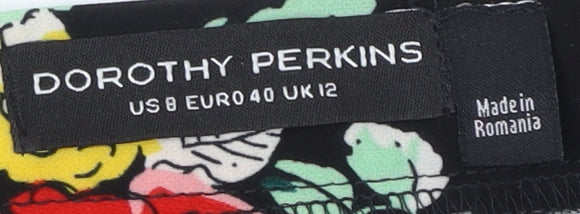 DOROTHY PERKINS
US 8 EURO 40 UK 12
Made in
Romania